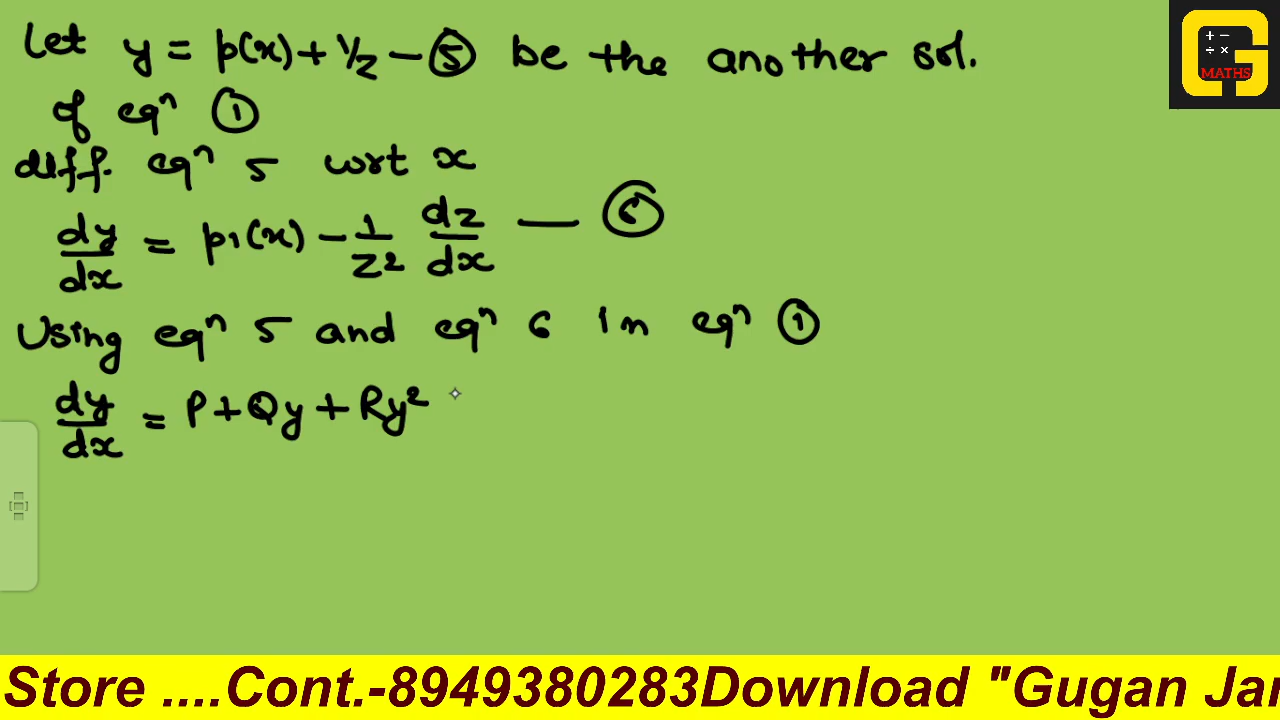 Let y = p(x) + 1/z — ⑤ be the another sol.
of eqⁿ ①
diff. eqⁿ 5 wrt x
dy/dx = p₁(x) - 1/z² dz/dx — ⑥
Using eqⁿ 5 and eqⁿ 6 in eqⁿ ①
dy/dx = P + Qy + Ry²
+ −
÷ ×
MATHS
Store ....Cont.-8949380283Download "Gugan Jan